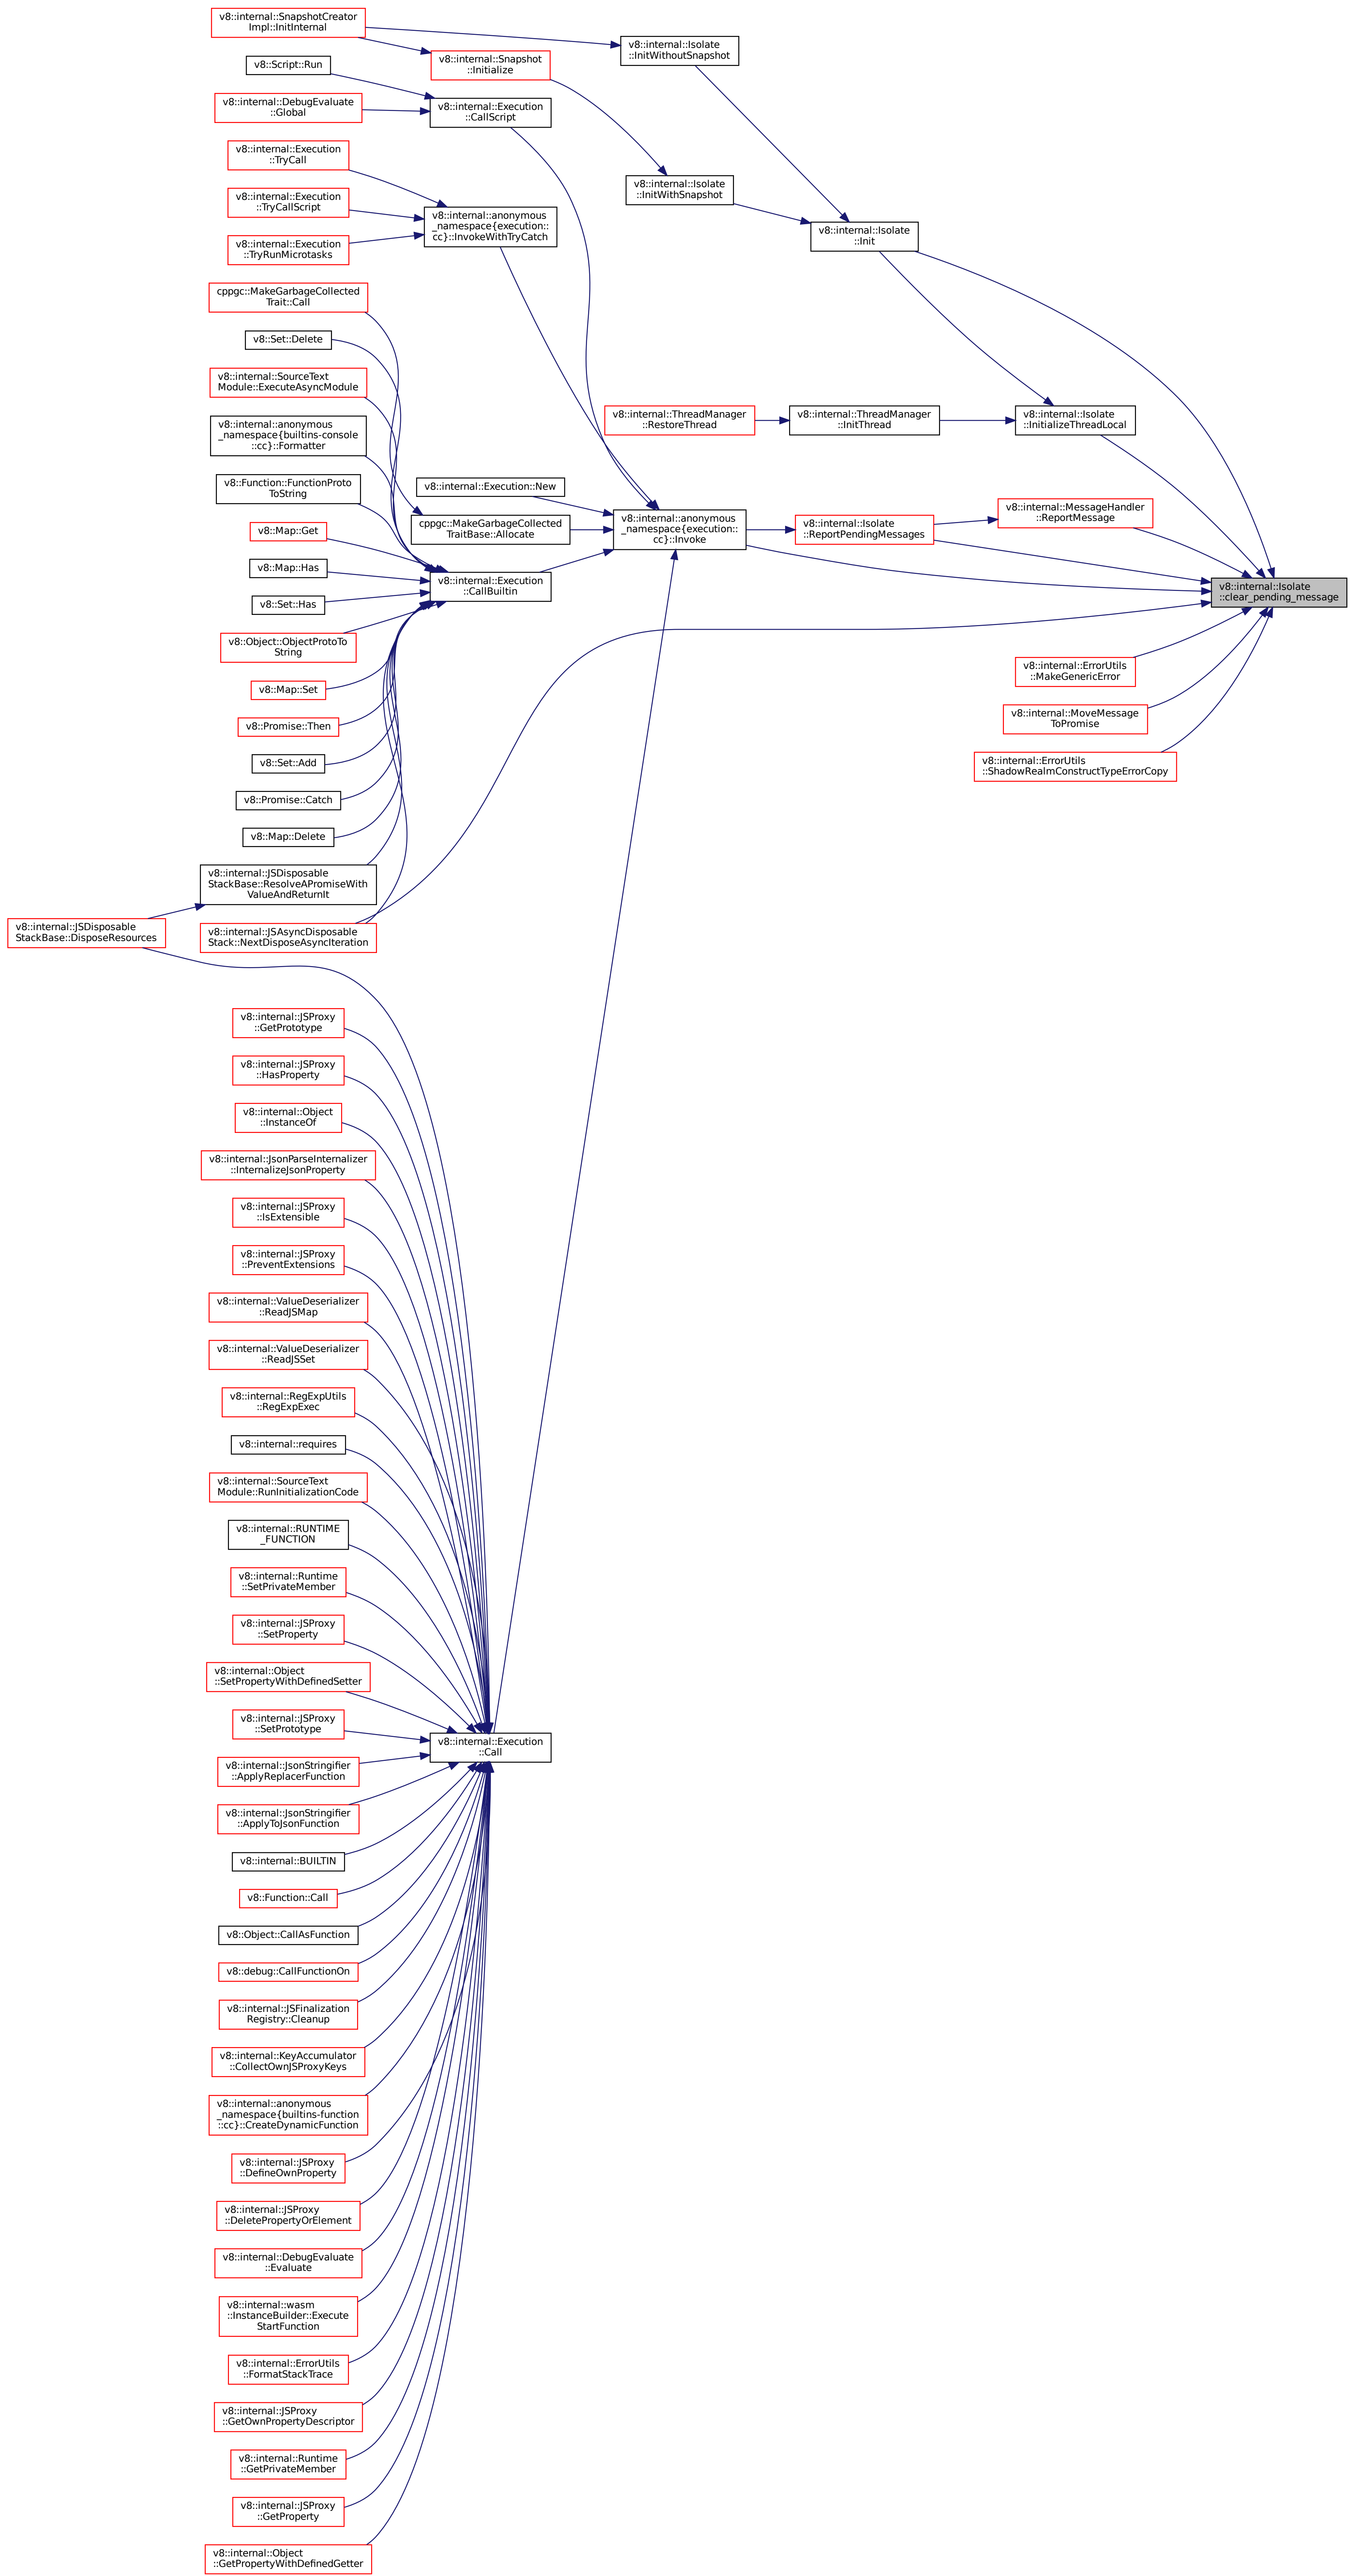 v8::internal::SnapshotCreator
Impl::InitInternal
v8::internal::Isolate
::InitWithoutSnapshot
v8::internal::Snapshot
::Initialize
v8::Script::Run
v8::internal::DebugEvaluate
::Global
v8::internal::Execution
::CallScript
v8::internal::Execution
::TryCall
v8::internal::Isolate
::InitWithSnapshot
v8::internal::Execution
::TryCallScript
v8::internal::anonymous
_namespace{execution::
cc}::InvokeWithTryCatch
v8::internal::Isolate
::Init
v8::internal::Execution
::TryRunMicrotasks
cppgc::MakeGarbageCollected
Trait::Call
v8::Set::Delete
v8::internal::SourceText
Module::ExecuteAsyncModule
v8::internal::anonymous
_namespace{builtins-console
::cc}::Formatter
v8::internal::ThreadManager
::RestoreThread
v8::internal::ThreadManager
::InitThread
v8::internal::Isolate
::InitializeThreadLocal
v8::Function::FunctionProto
ToString
v8::internal::Execution::New
v8::internal::MessageHandler
::ReportMessage
v8::Map::Get
cppgc::MakeGarbageCollected
TraitBase::Allocate
v8::internal::anonymous
_namespace{execution::
cc}::Invoke
v8::internal::Isolate
::ReportPendingMessages
v8::Map::Has
v8::internal::Execution
::CallBuiltin
v8::internal::Isolate
::clear_pending_message
v8::Set::Has
v8::Object::ObjectProtoTo
String
v8::internal::ErrorUtils
::MakeGenericError
v8::Map::Set
v8::internal::MoveMessage
ToPromise
v8::Promise::Then
v8::Set::Add
v8::internal::ErrorUtils
::ShadowRealmConstructTypeErrorCopy
v8::Promise::Catch
v8::Map::Delete
v8::internal::JSDisposable
StackBase::ResolveAPromiseWith
ValueAndReturnIt
v8::internal::JSDisposable
StackBase::DisposeResources
v8::internal::JSAsyncDisposable
Stack::NextDisposeAsyncIteration
v8::internal::JSProxy
::GetPrototype
v8::internal::JSProxy
::HasProperty
v8::internal::Object
::InstanceOf
v8::internal::JsonParseInternalizer
::InternalizeJsonProperty
v8::internal::JSProxy
::IsExtensible
v8::internal::JSProxy
::PreventExtensions
v8::internal::ValueDeserializer
::ReadJSMap
v8::internal::ValueDeserializer
::ReadJSSet
v8::internal::RegExpUtils
::RegExpExec
v8::internal::requires
v8::internal::SourceText
Module::RunInitializationCode
v8::internal::RUNTIME
_FUNCTION
v8::internal::Runtime
::SetPrivateMember
v8::internal::JSProxy
::SetProperty
v8::internal::Object
::SetPropertyWithDefinedSetter
v8::internal::JSProxy
::SetPrototype
v8::internal::Execution
::Call
v8::internal::JsonStringifier
::ApplyReplacerFunction
v8::internal::JsonStringifier
::ApplyToJsonFunction
v8::internal::BUILTIN
v8::Function::Call
v8::Object::CallAsFunction
v8::debug::CallFunctionOn
v8::internal::JSFinalization
Registry::Cleanup
v8::internal::KeyAccumulator
::CollectOwnJSProxyKeys
v8::internal::anonymous
_namespace{builtins-function
::cc}::CreateDynamicFunction
v8::internal::JSProxy
::DefineOwnProperty
v8::internal::JSProxy
::DeletePropertyOrElement
v8::internal::DebugEvaluate
::Evaluate
v8::internal::wasm
::InstanceBuilder::Execute
StartFunction
v8::internal::ErrorUtils
::FormatStackTrace
v8::internal::JSProxy
::GetOwnPropertyDescriptor
v8::internal::Runtime
::GetPrivateMember
v8::internal::JSProxy
::GetProperty
v8::internal::Object
::GetPropertyWithDefinedGetter